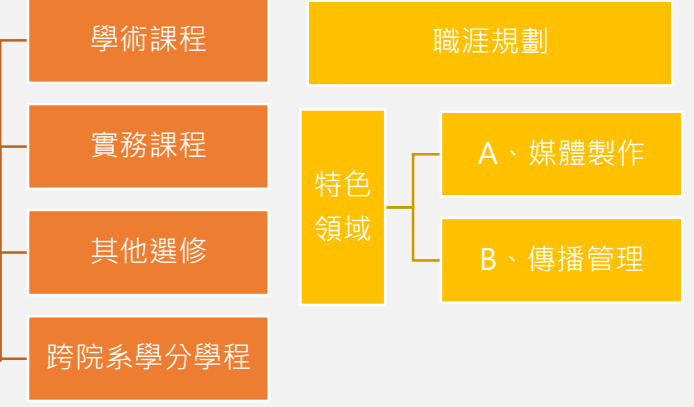 學術課程
實務課程
其他選修
跨院系學分學程
職涯規劃
特色
領域
A、媒體製作
B、傳播管理